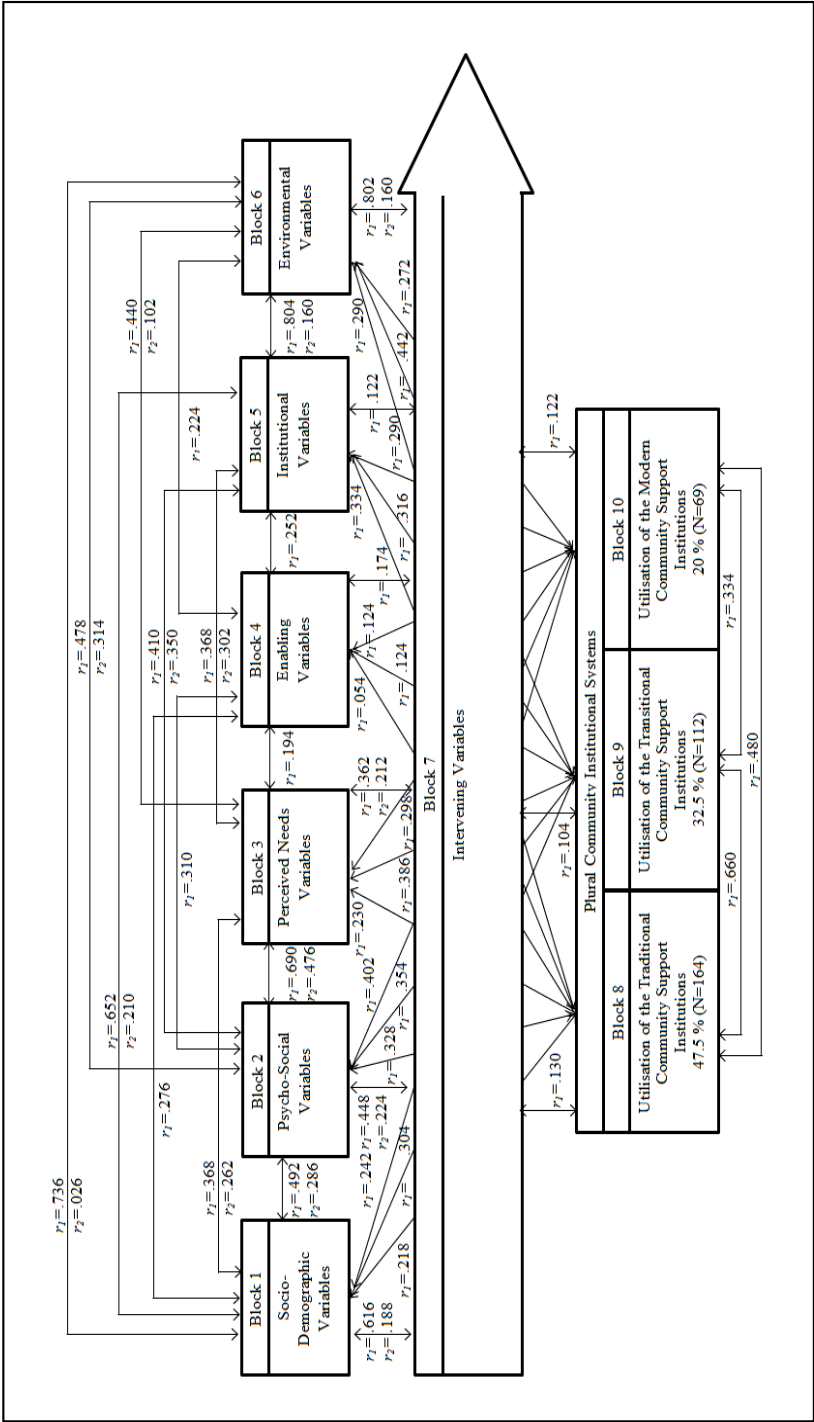 r₁=.736
r₂=.026
r₁=.652
r₂=.210
r₁=.478
r₂=.314
r₁=.440
r₂=.102
r₁=.276
r₁=.310
r₁=.410
r₂=.350
r₁=.224
r₁=.368
r₂=.262
r₁=.368
r₂=.302
Block 1
Socio-
Demographic
Variables
r₁=.492
r₂=.286
Block 2
Psycho-Social
Variables
r₁=.690
r₂=.476
Block 3
Perceived Needs
Variables
r₁=.194
Block 4
Enabling
Variables
r₁=.252
Block 5
Institutional
Variables
r₁=.804
r₂=.160
Block 6
Environmental
Variables
r₁=.616
r₂=.188
r₁=.218
r₁=.304
r₁=.242
r₁=.448
r₂=.224
r₁=.328
r₁=.354
r₁=.402
r₁=.230
r₁=.386
r₁=.298
r₁=.362
r₂=.212
r₁=.054
r₁=.124
r₁=.124
r₁=.174
r₁=.334
r₁=.316
r₁=.290
r₁=.122
r₁=.290
r₁=.442
r₁=.272
r₁=.802
r₂=.160
Block 7
Intervening Variables
r₁=.130
r₁=.104
r₁=.122
Plural Community Institutional Systems
Block 8
Utilisation of the Traditional
Community Support
Institutions
47.5 % (N=164)
Block 9
Utilisation of the Transitional
Community Support
Institutions
32.5 % (N=112)
Block 10
Utilisation of the Modern
Community Support
Institutions
20 % (N=69)
r₁=.660
r₁=.334
r₁=.480